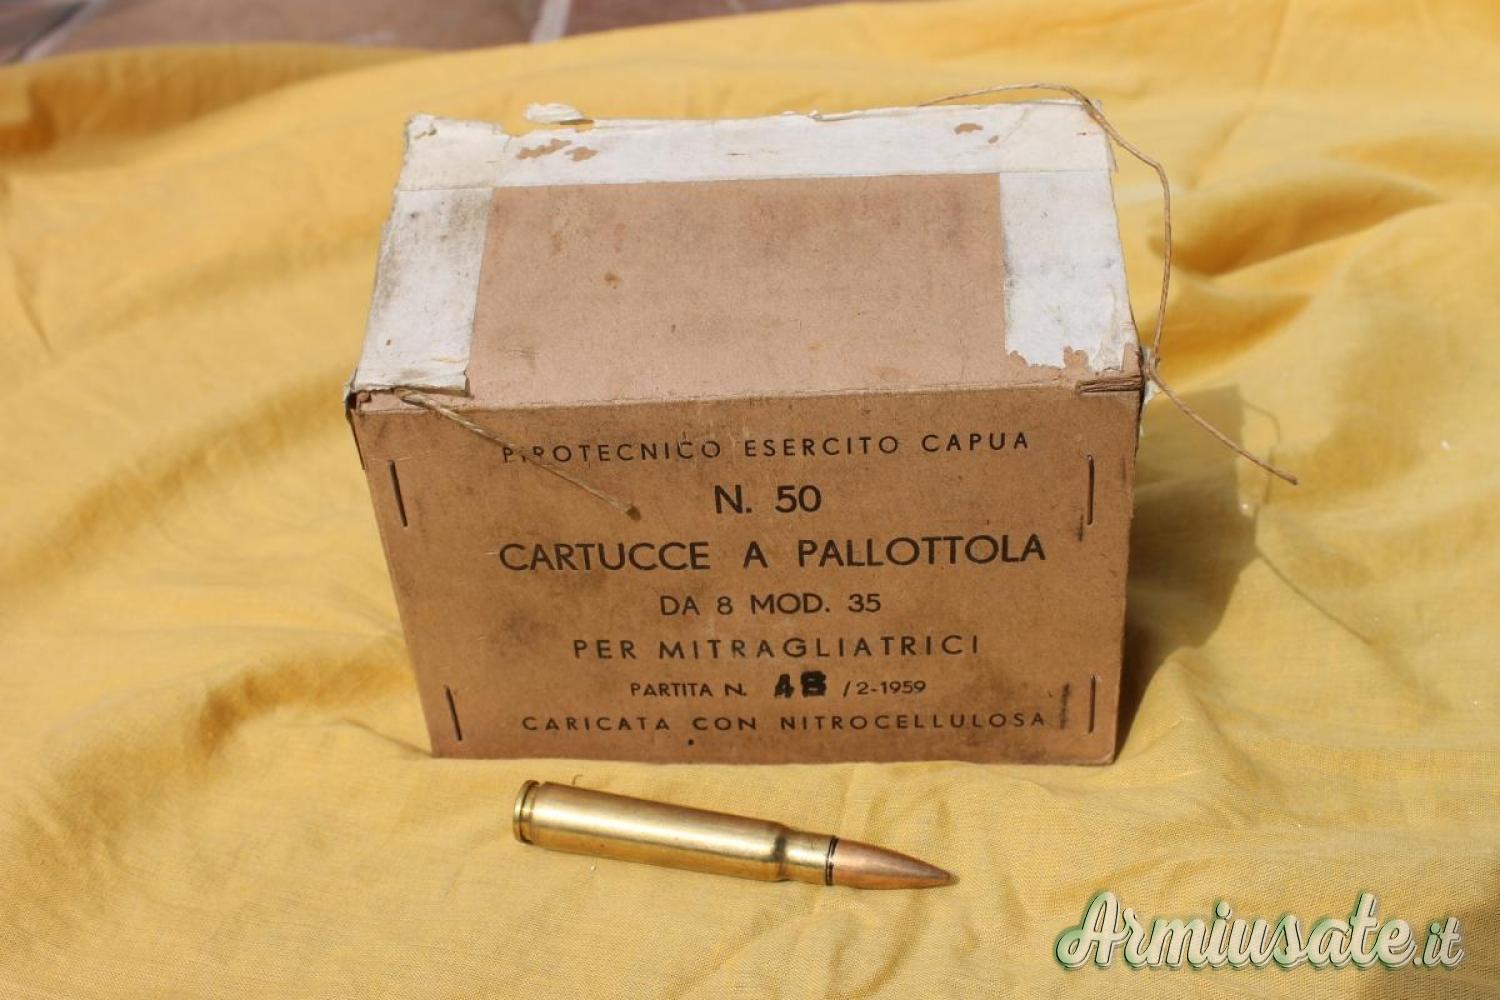 PIROTECNICO ESERCITO CAPUA
N. 50
CARTUCCE A PALLOTTOLA
DA 8 MOD. 35
PER MITRAGLIATRICI
PARTITA N. 48 /2-1959
CARICATA CON NITROCELLULOSA
Armiusate.it